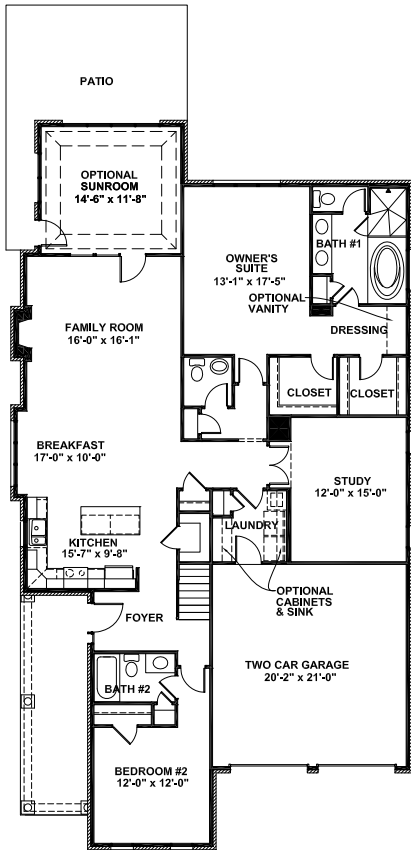 PATIO
OPTIONAL
SUNROOM
14'-6" x 11'-8"
OWNER'S
SUITE
13'-1" x 17'-5"
BATH #1
OPTIONAL
VANITY
DRESSING
FAMILY ROOM
16'-0" x 16'-1"
CLOSET
CLOSET
BREAKFAST
17'-0" x 10'-0"
STUDY
12'-0" x 15'-0"
KITCHEN
15'-7" x 9'-8"
LAUNDRY
OPTIONAL
CABINETS
& SINK
FOYER
TWO CAR GARAGE
20'-2" x 21'-0"
BATH #2
BEDROOM #2
12'-0" x 12'-0"